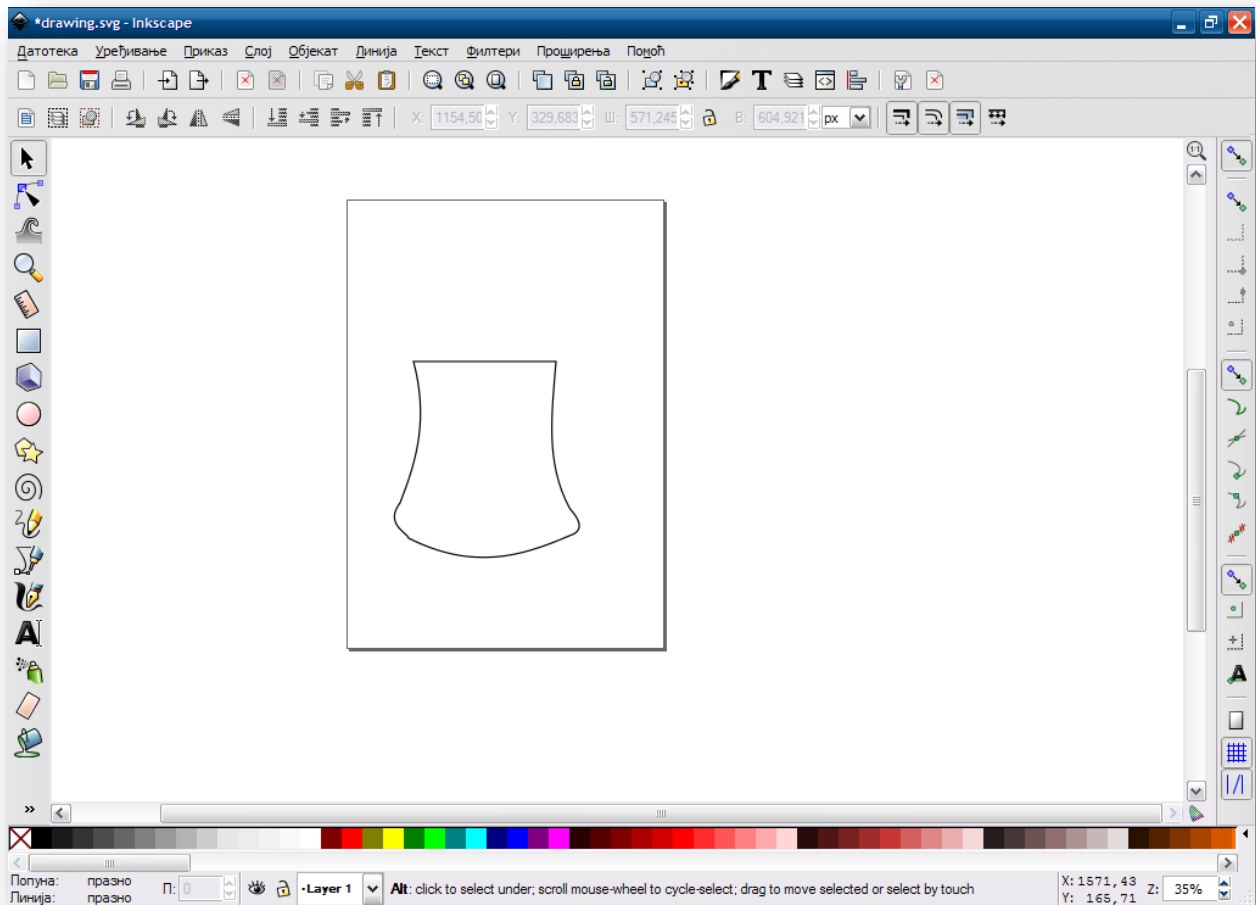 *drawing.svg - Inkscape
Датотека Уређивање Приказ Слој Објекат Линија Текст Филтери Проширења Помоћ
X: 1154,50 Y: 329,683 Ш: 571,245 В: 604,921 px
Попуна: празно П: 0 •Layer 1 Alt: click to select under; scroll mouse-wheel to cycle-select; drag to move selected or select by touch X: 1571,43 Z: 35%
Линија: празно Y: 165,71